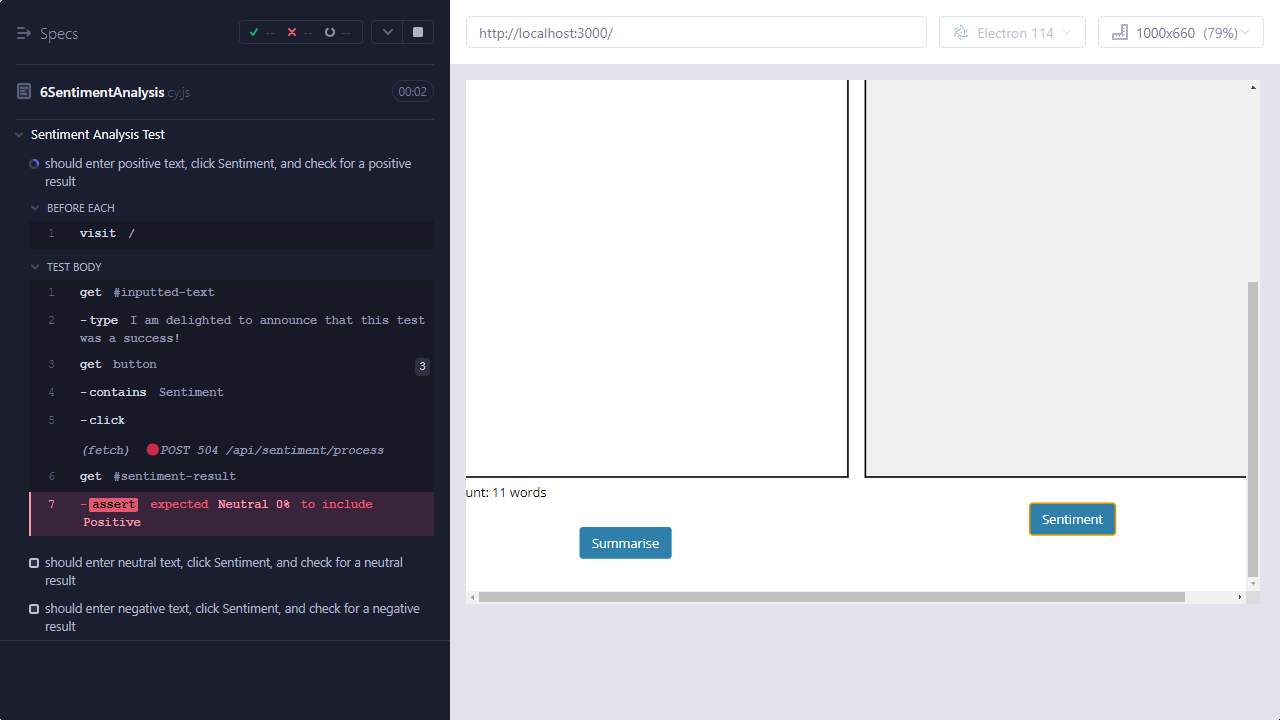 Specs
-- -- --
http://localhost:3000/
Electron 114
1000x660 (79%)
6SentimentAnalysis.cy.js
00:02
Sentiment Analysis Test
should enter positive text, click Sentiment, and check for a positive
result
BEFORE EACH
1 visit /
TEST BODY
1 get #inputted-text
2 -type I am delighted to announce that this test
was a success!
3 get button 3
4 -contains Sentiment
5 -click
(fetch) POST 504 /api/sentiment/process
6 get #sentiment-result
7 -assert expected Neutral 0% to include
Positive
should enter neutral text, click Sentiment, and check for a neutral
result
should enter negative text, click Sentiment, and check for a negative
result
unt: 11 words
Sentiment
Summarise